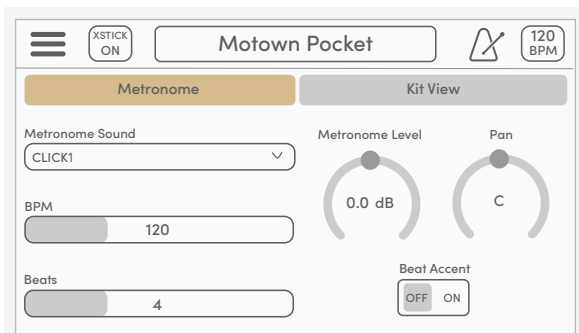 XSTICK
ON
Motown Pocket
120
BPM
Metronome
Kit View
Metronome Sound
CLICK1
Metronome Level
Pan
0.0 dB
C
BPM
120
Beat Accent
OFF ON
Beats
4